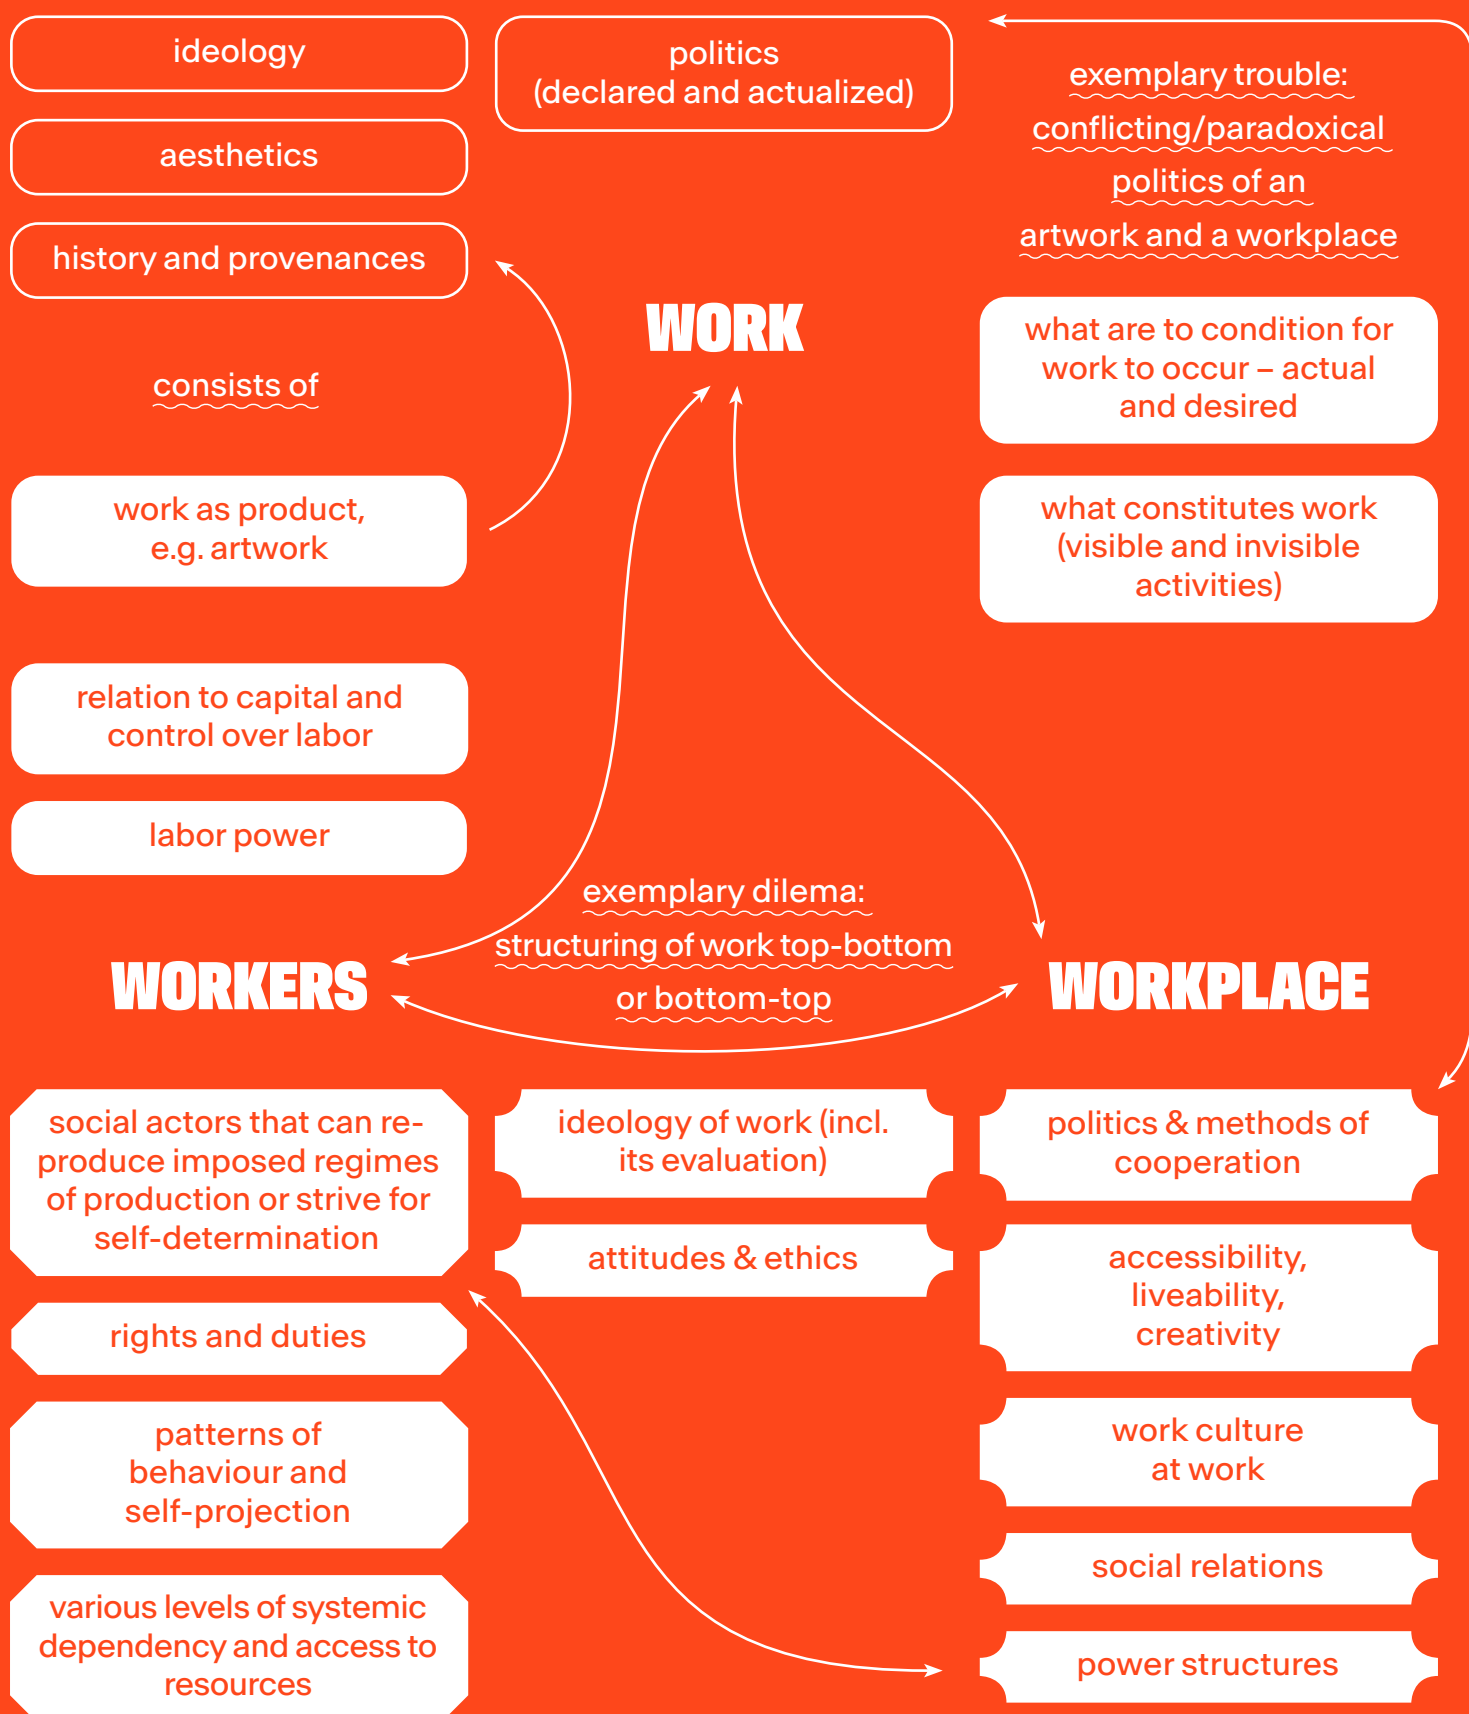 ideology
aesthetics
history and provenances
politics
(declared and actualized)
exemplary trouble:
conflicting/paradoxical
politics of an
artwork and a workplace
WORK
consists of
what are to condition for
work to occur – actual
and desired
work as product,
e.g. artwork
what constitutes work
(visible and invisible
activities)
relation to capital and
control over labor
labor power
exemplary dilema:
structuring of work top-bottom
or bottom-top
WORKERS
WORKPLACE
social actors that can re-
produce imposed regimes
of production or strive for
self-determination
rights and duties
patterns of
behaviour and
self-projection
various levels of systemic
dependency and access to
resources
ideology of work (incl.
its evaluation)
attitudes & ethics
politics & methods of
cooperation
accessibility,
liveability,
creativity
work culture
at work
social relations
power structures